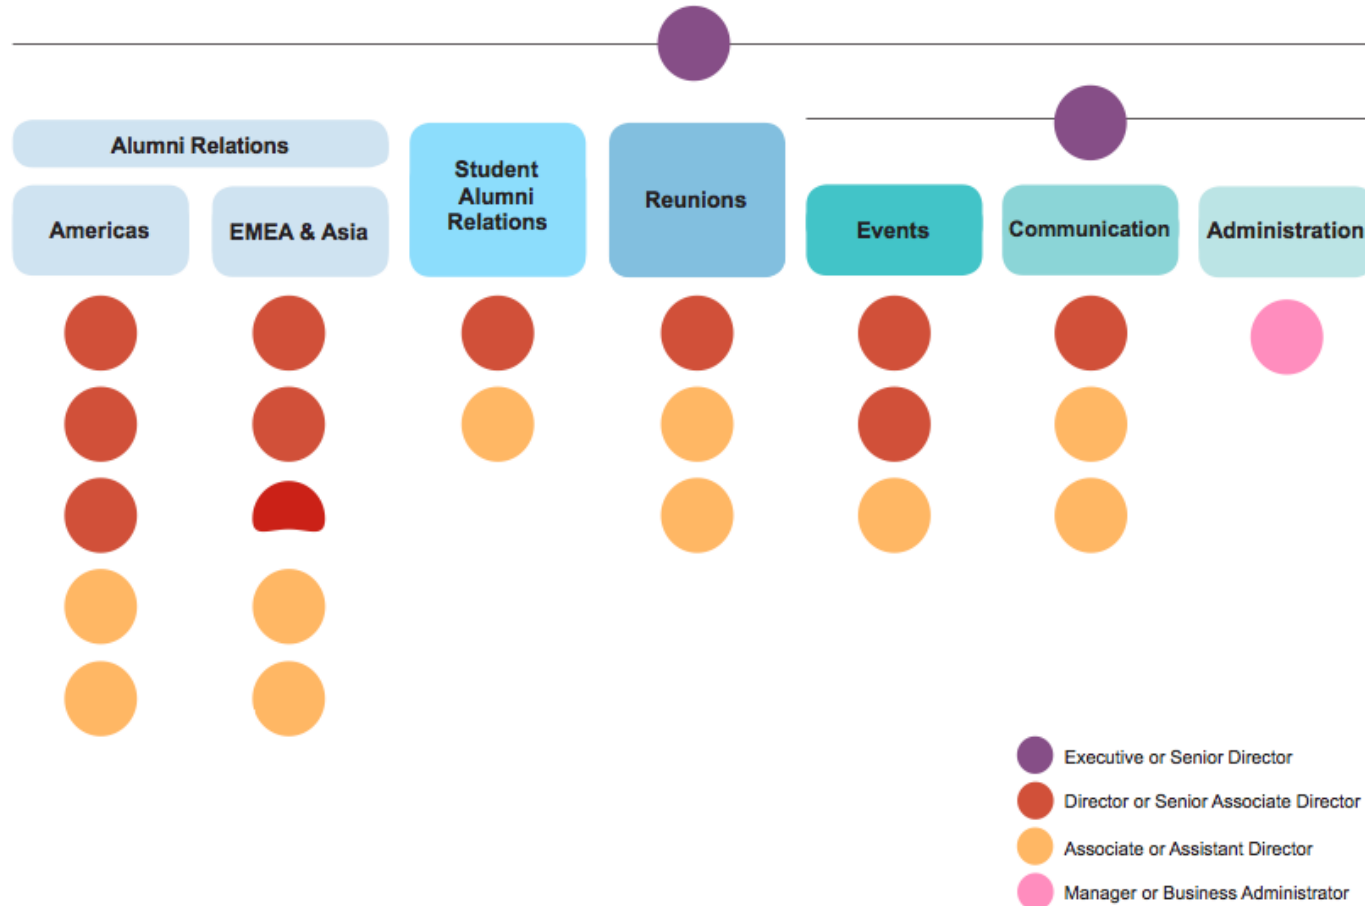 Alumni Relations
Americas
EMEA & Asia
Student
Alumni
Relations
Reunions
Events
Communication
Administration
Executive or Senior Director
Director or Senior Associate Director
Associate or Assistant Director
Manager or Business Administrator